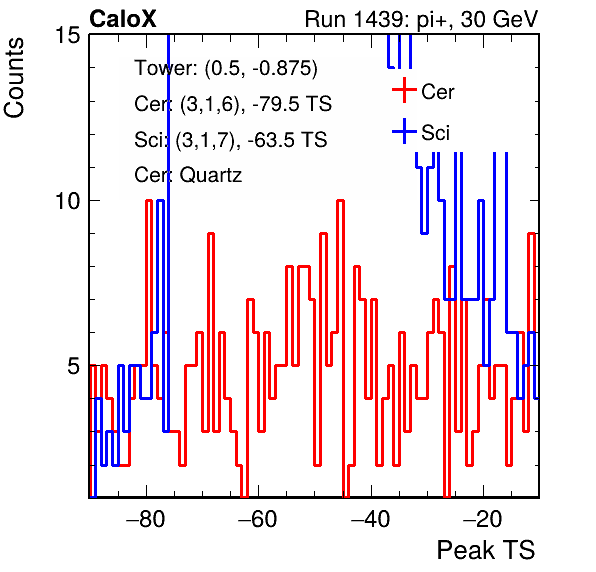 CaloX Run 1439: pi+, 30 GeV
Counts
15
Tower: (0.5, -0.875)
Cer: (3,1,6), -79.5 TS
Sci: (3,1,7), -63.5 TS
Cer: Quartz
Cer
Sci
10
5
−80 −60 −40 −20
Peak TS